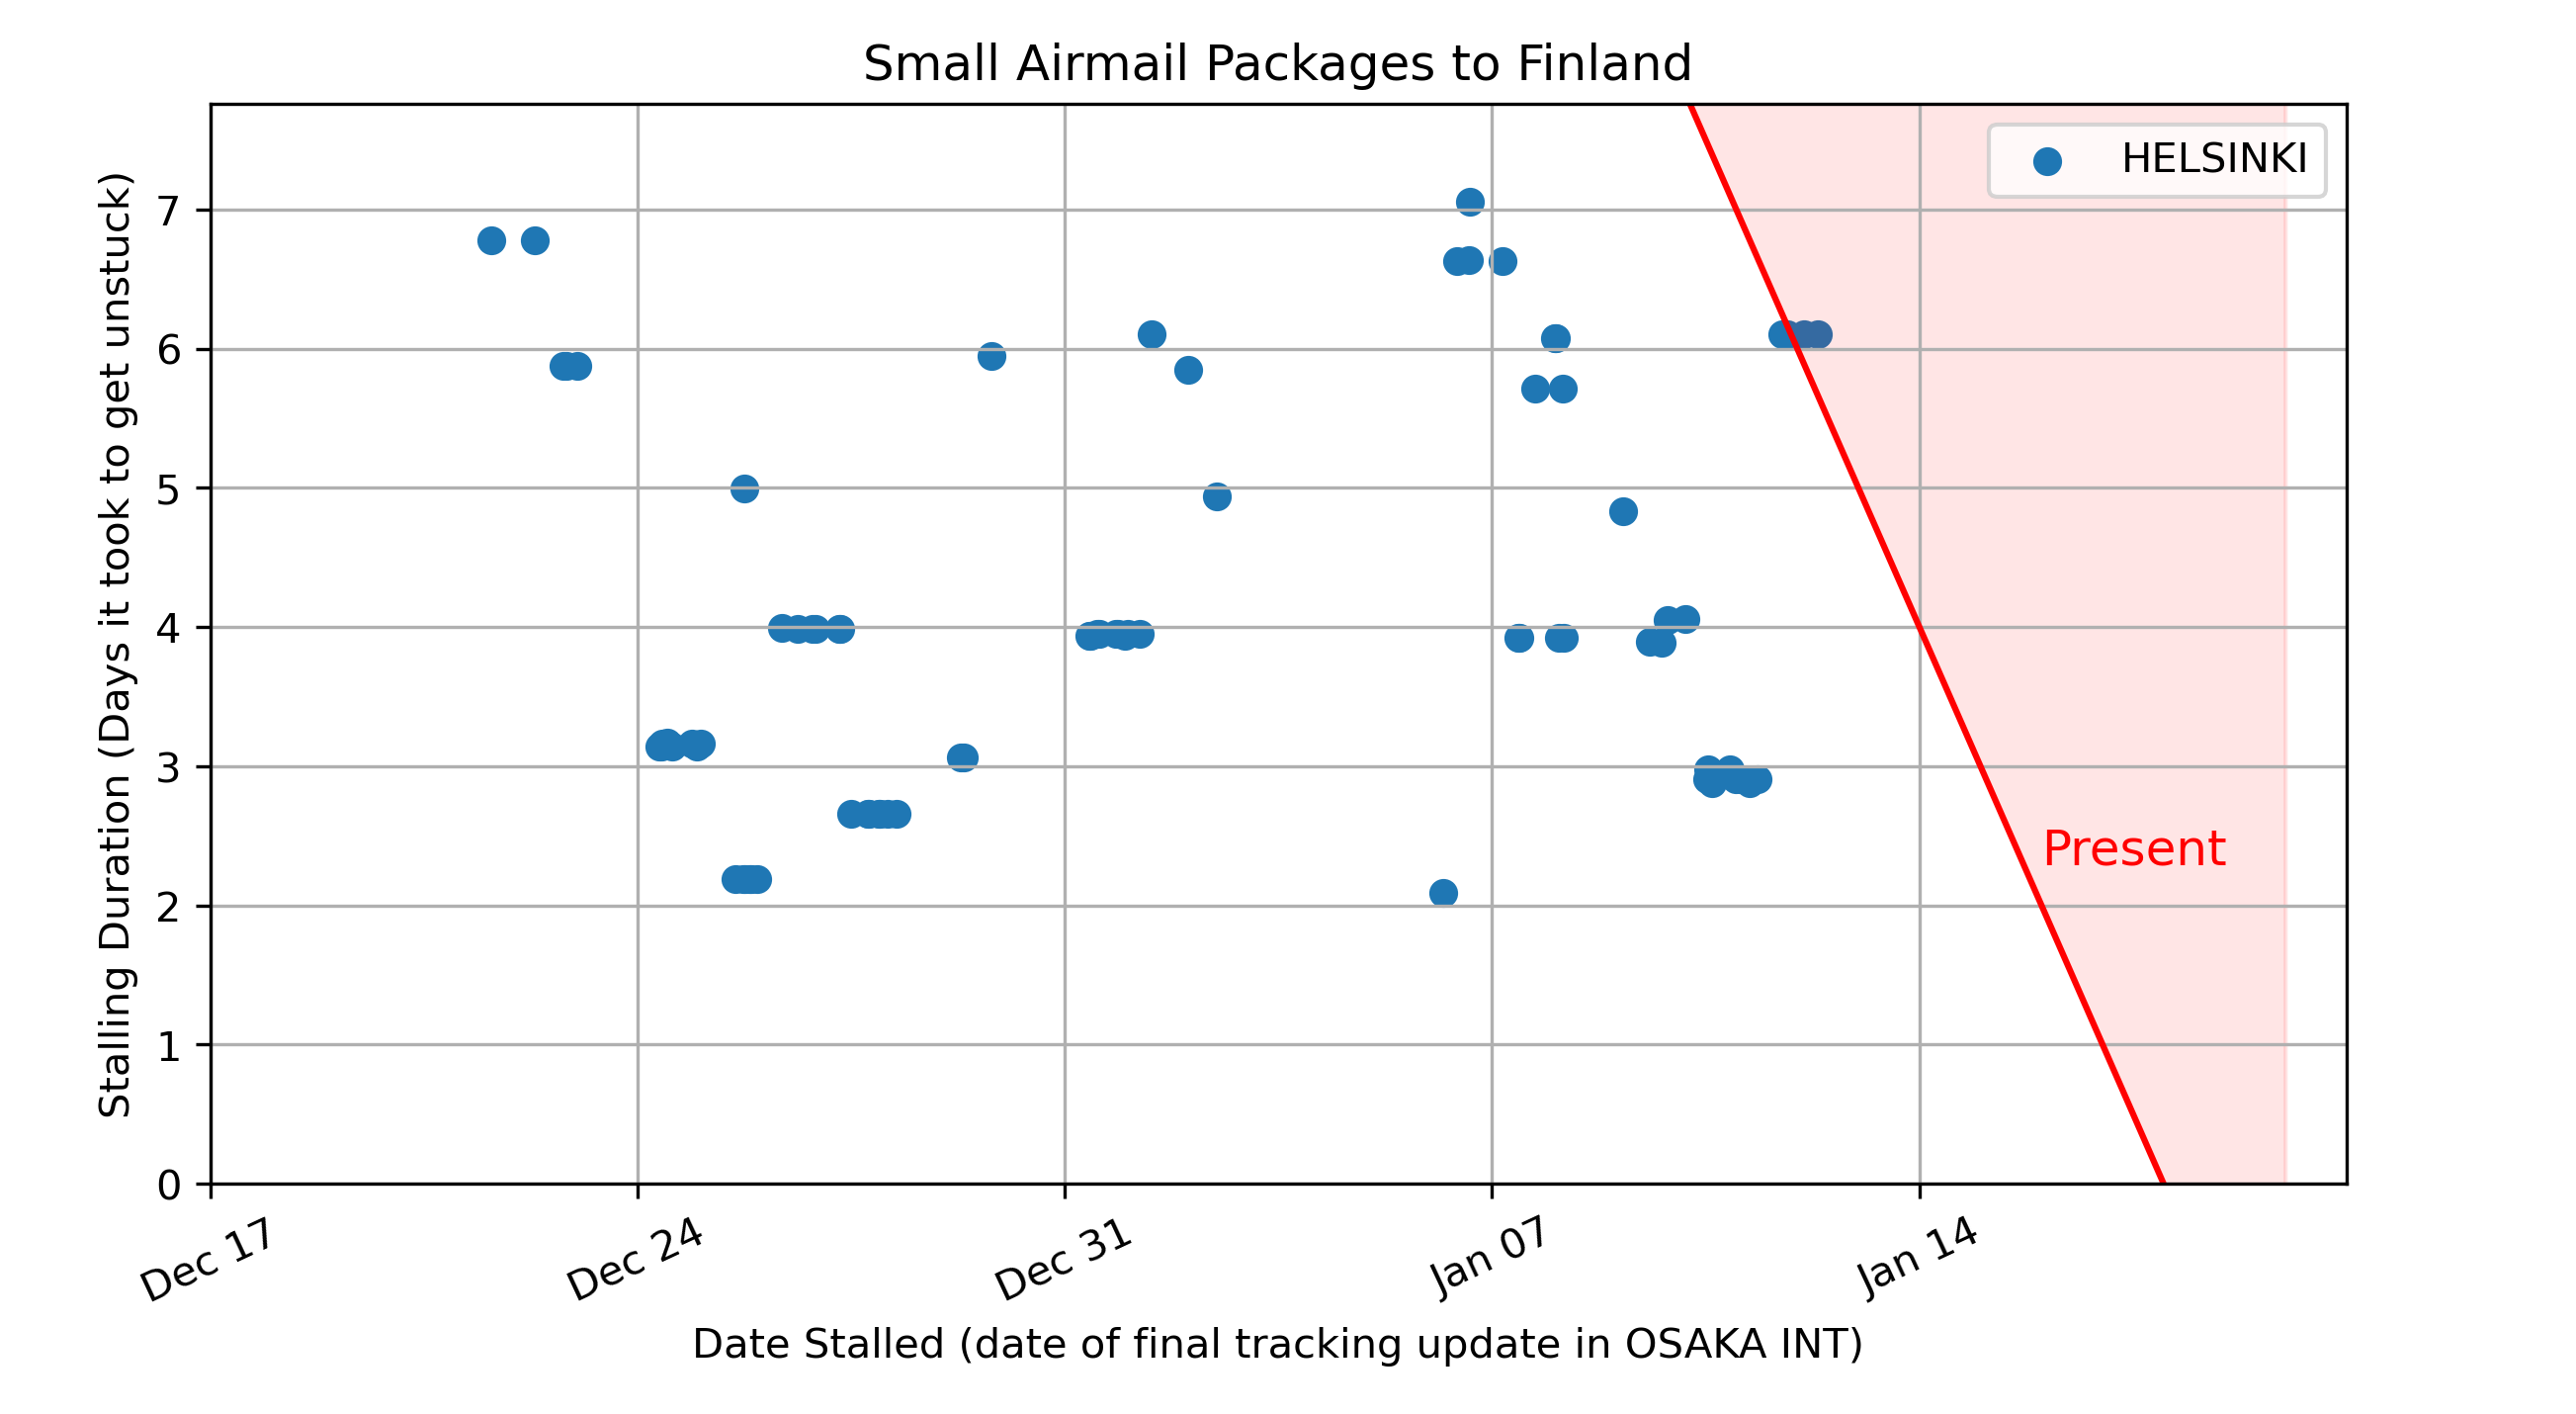 Small Airmail Packages to Finland
HELSINKI
Stalling Duration (Days it took to get unstuck)
7
6
5
4
3
2
1
0
Present
Dec 17
Dec 24
Dec 31
Jan 07
Jan 14
Date Stalled (date of final tracking update in OSAKA INT)